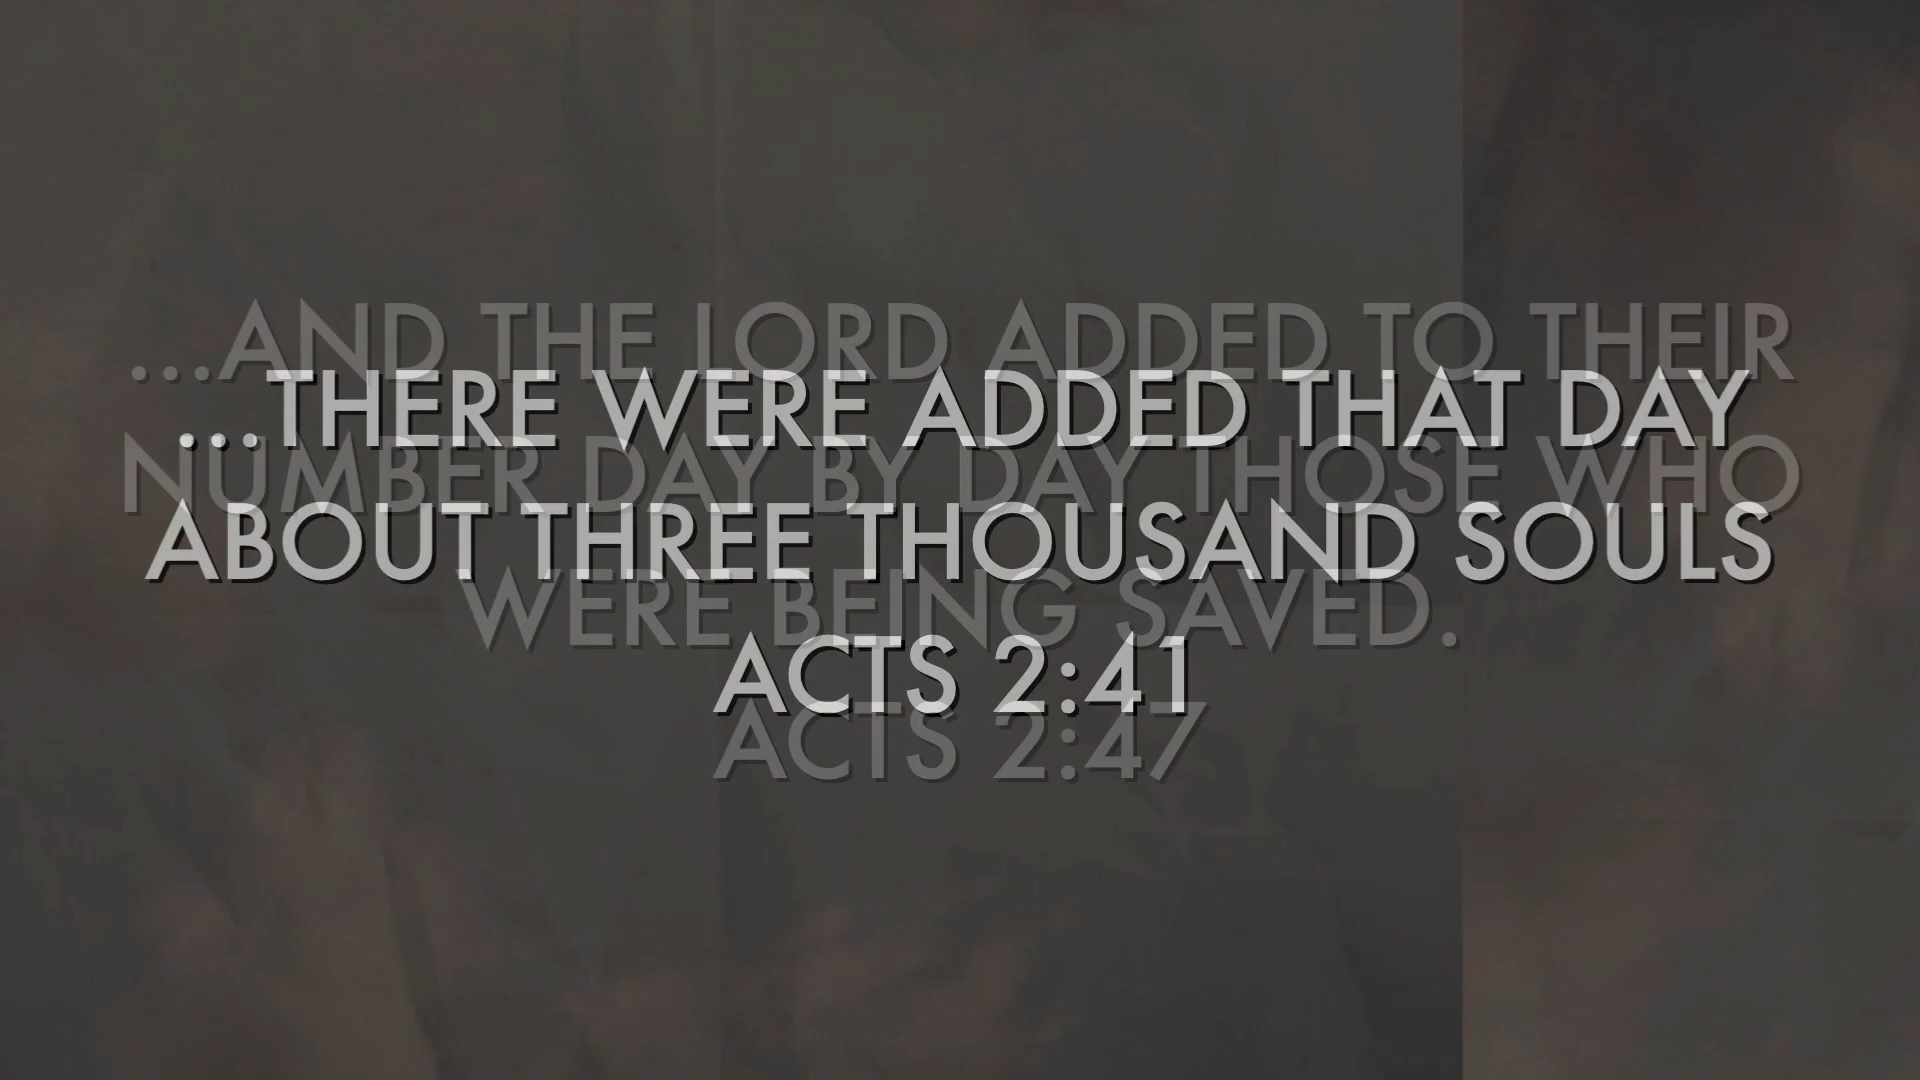 ...AND THE LORD ADDED TO THEIR
NUMBER DAY BY DAY THOSE WHO
WERE BEING SAVED.
ACTS 2:47
...THERE WERE ADDED THAT DAY
ABOUT THREE THOUSAND SOULS
ACTS 2:41